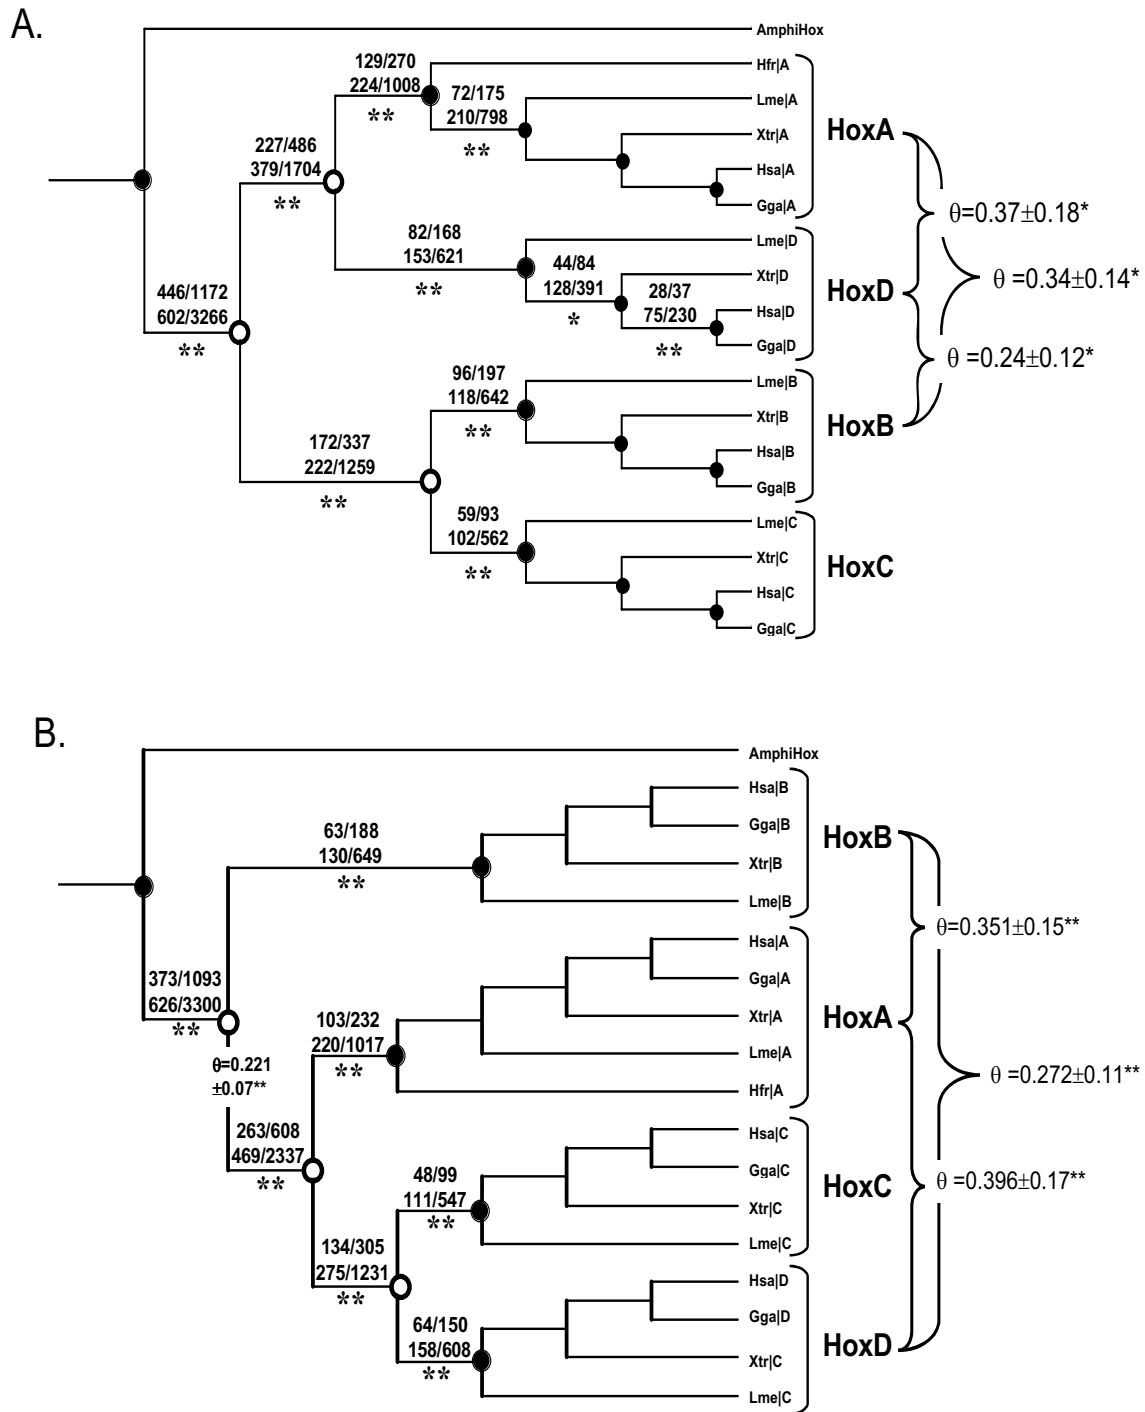 A.
AmphiHox
129/270
224/1008
**
Hfr|A
72/175
210/798
**
Lme|A
Xtr|A
Hsa|A
Gga|A
HoxA
227/486
379/1704
**
82/168
153/621
**
Lme|D
44/84
128/391
*
Xtr|D
28/37
75/230
**
Hsa|D
Gga|D
HoxD
θ=0.37±0.18*
θ =0.34±0.14*
θ =0.24±0.12*
446/1172
602/3266
**
96/197
118/642
**
Lme|B
Xtr|B
Hsa|B
Gga|B
HoxB
172/337
222/1259
**
59/93
102/562
**
Lme|C
Xtr|C
Hsa|C
Gga|C
HoxC
B.
AmphiHox
Hsa|B
Gga|B
Xtr|B
Lme|B
HoxB
63/188
130/649
**
θ=0.351±0.15**
373/1093
626/3300
**
θ=0.221
±0.07**
Hsa|A
Gga|A
Xtr|A
Lme|A
Hfr|A
HoxA
103/232
220/1017
**
θ =0.272±0.11**
263/608
469/2337
**
Hsa|C
Gga|C
Xtr|C
Lme|C
HoxC
48/99
111/547
**
θ =0.396±0.17**
134/305
275/1231
**
64/150
158/608
**
Hsa|D
Gga|D
Xtr|C
Lme|C
HoxD